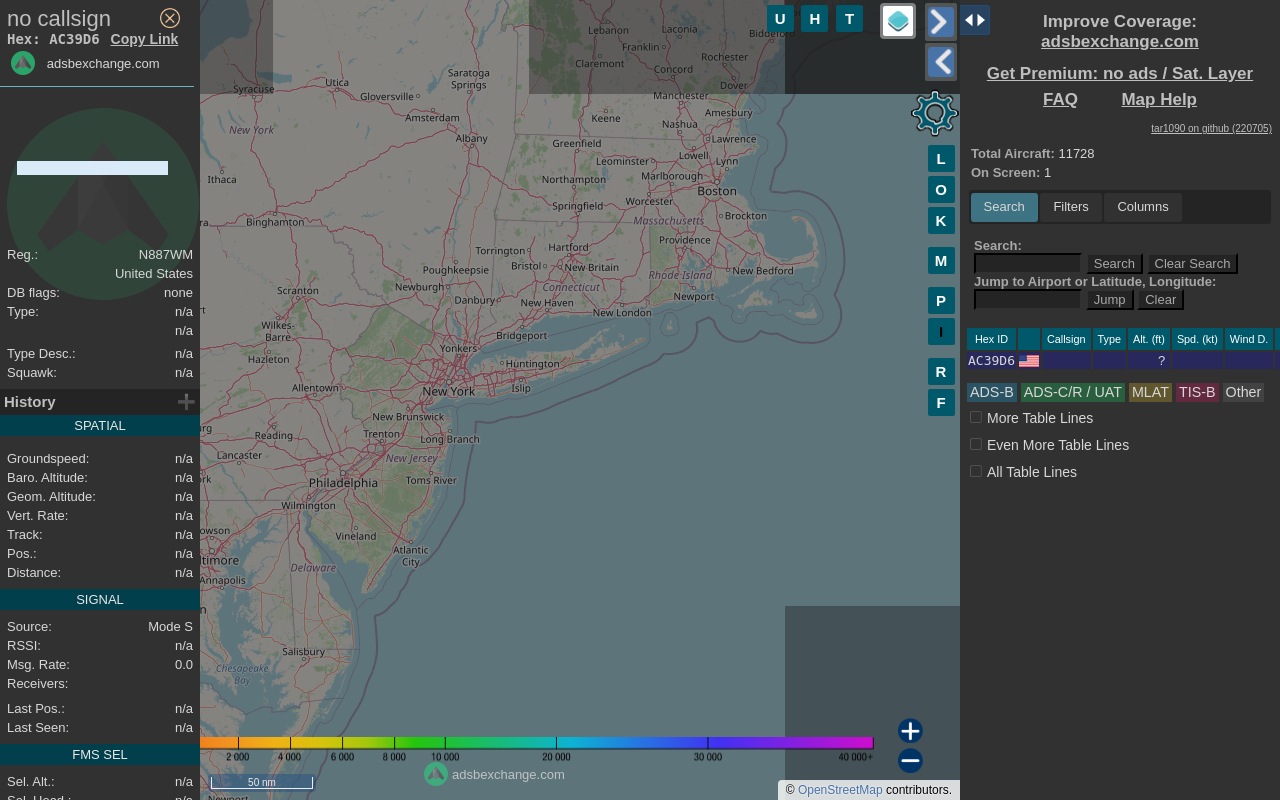 no callsign
Hex: AC39D6 Copy Link
adsbexchange.com
Reg.: N887WM
United States
DB flags: none
Type: n/a
n/a
Type Desc.: n/a
Squawk: n/a
History
SPATIAL
Groundspeed: n/a
Baro. Altitude: n/a
Geom. Altitude: n/a
Vert. Rate: n/a
Track: n/a
Pos.: n/a
Distance: n/a
SIGNAL
Source: Mode S
RSSI: n/a
Msg. Rate: 0.0
Receivers:
Last Pos.: n/a
Last Seen: n/a
FMS SEL
Sel. Alt.: n/a
U H T
L
O
K
M
P
I
R
F
Lebanon
Laconia
Biddeford
Franklin
Rochester
Claremont
Concord
Dover
Utica
Saratoga
Springs
Syracuse
Gloversville
Manchester
Amesbury
Amsterdam
Keene
Nashua
New York
Albany
Greenfield
Lawrence
Leominster
Lowell
Lynn
Ithaca
Northampton
Marlborough
Boston
Worcester
Springfield
Massachusetts
Brockton
Binghamton
Torrington
Hartford
Providence
Poughkeepsie
Bristol
New Britain
New Bedford
Rhode Island
Newburgh
Connecticut
Scranton
Danbury
New Haven
New London
Newport
Wilkes-
Barre
Bridgeport
Hazleton
Yonkers
Huntington
Allentown
New York
Islip
New Brunswick
Reading
Trenton
Long Branch
Lancaster
New Jersey
Philadelphia
Toms River
Wilmington
Vineland
Atlantic
City
Annapolis
Delaware
Salisbury
Chesapeake
Bay
2 000 4 000 6 000 8 000 10 000 20 000 30 000 40 000+
adsbexchange.com
50 nm
© OpenStreetMap contributors.
Improve Coverage:
adsbexchange.com
Get Premium: no ads / Sat. Layer
FAQ Map Help
tar1090 on github (220705)
Total Aircraft: 11728
On Screen: 1
Search Filters Columns
Search:
Search Clear Search
Jump to Airport or Latitude, Longitude:
Jump Clear
Hex ID Callsign Type Alt. (ft) Spd. (kt) Wind D.
AC39D6 ?
ADS-B ADS-C/R / UAT MLAT TIS-B Other
More Table Lines
Even More Table Lines
All Table Lines